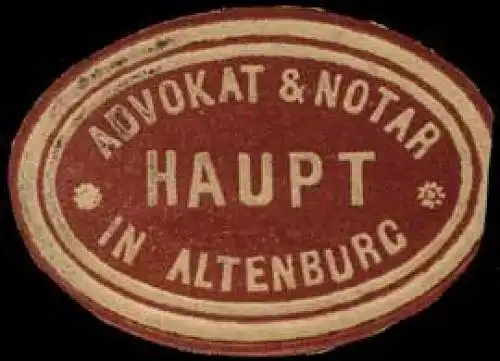 ADVOKAT & NOTAR
HAUPT
IN ALTENBURG